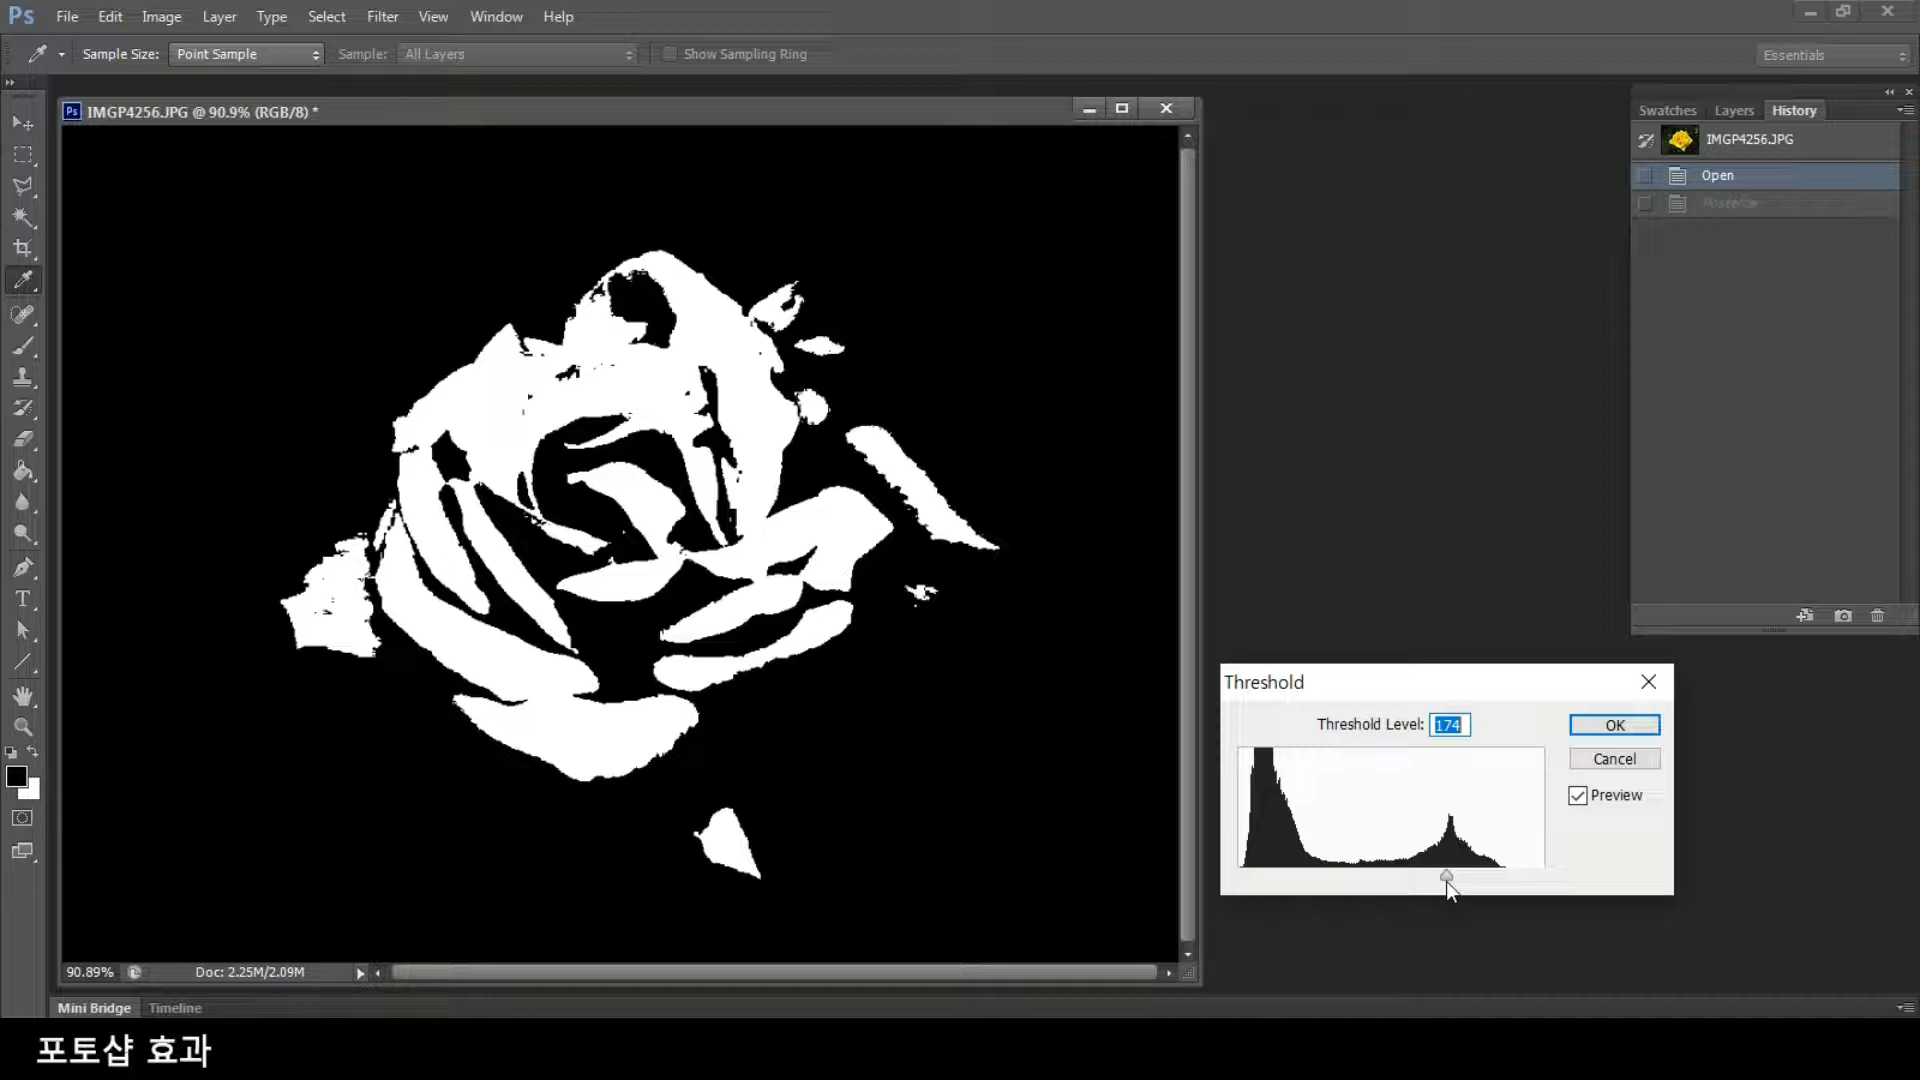 Ps File Edit Image Layer Type Select Filter View Window Help
Sample Size: Point Sample Sample: All Layers Show Sampling Ring Essentials
Ps IMGP4256.JPG @ 90.9% (RGB/8) *
Swatches Layers History
IMGP4256.JPG
Open
Posterize
T
Threshold
Threshold Level: 174
OK
Cancel
Preview
90.89% Doc: 2.25M/2.09M
Mini Bridge Timeline
포토샵 효과